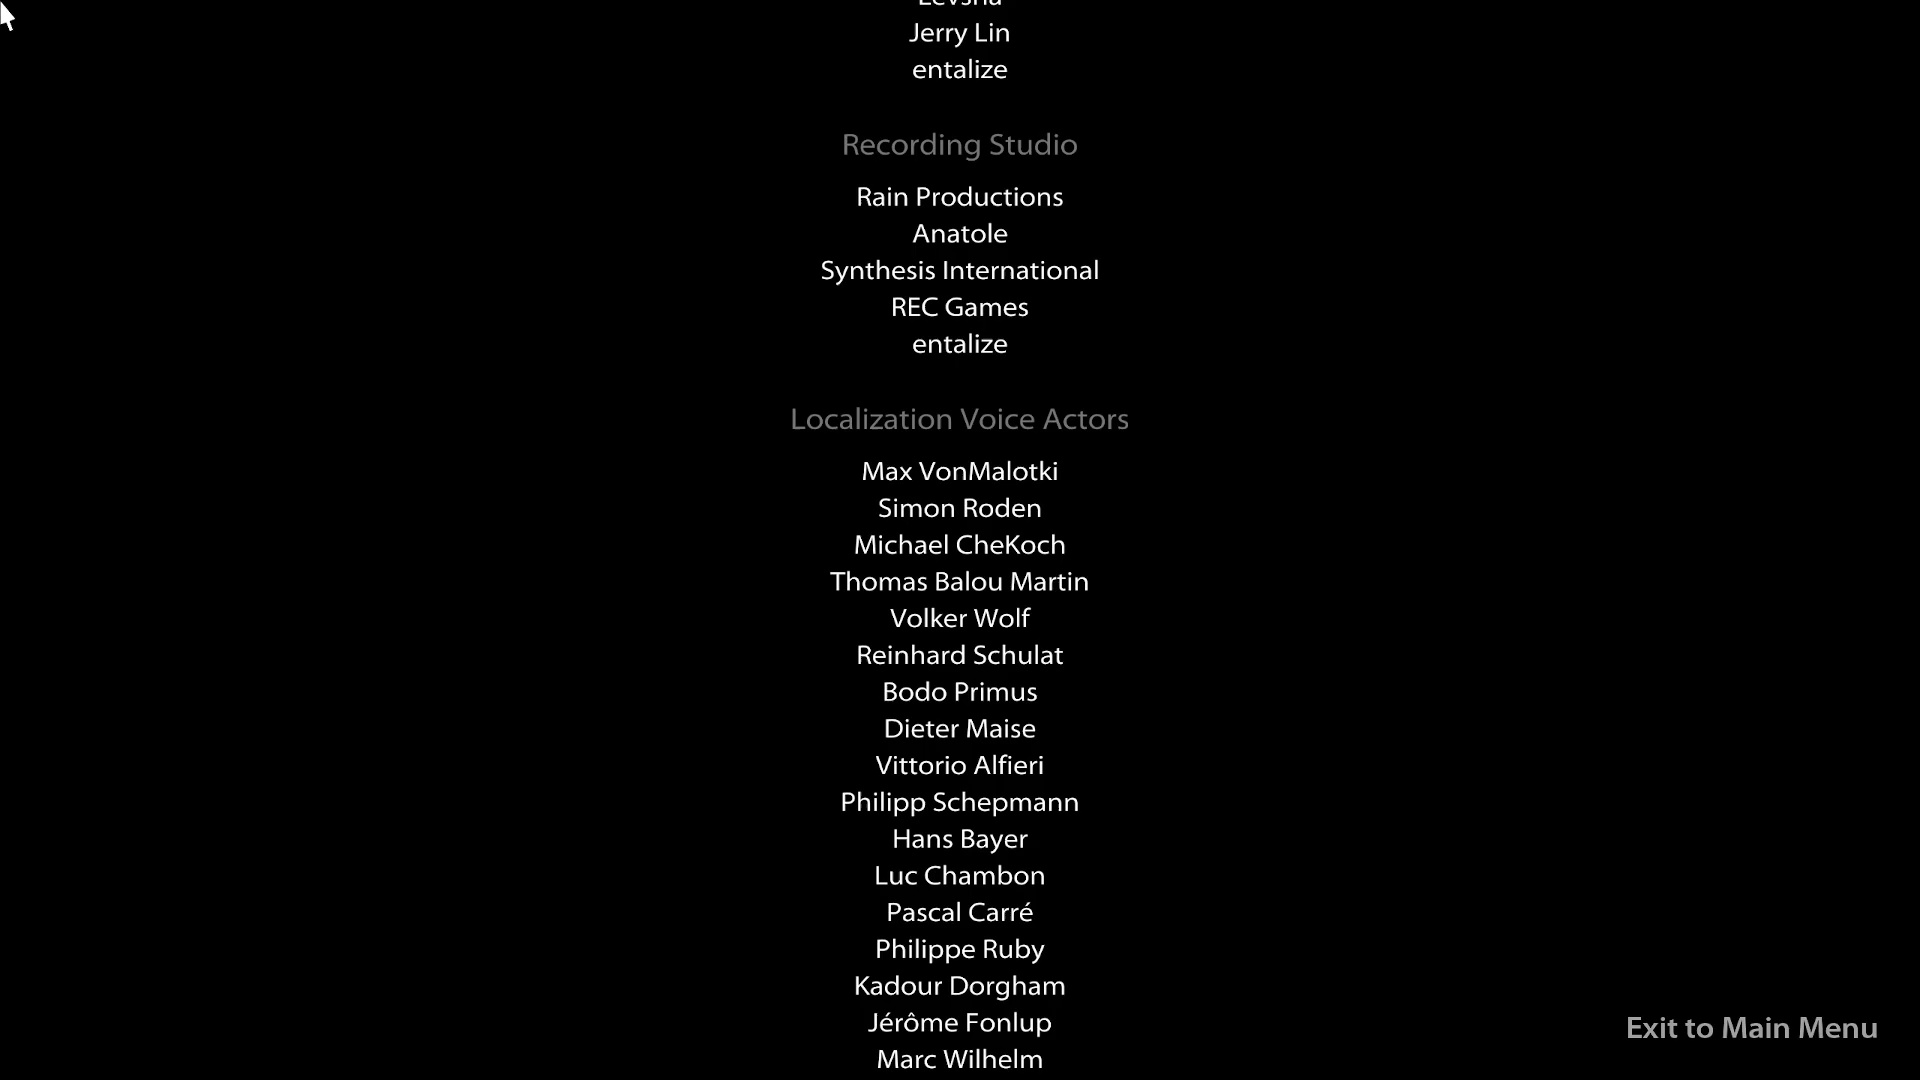 Levsha
Jerry Lin
entalize
Recording Studio
Rain Productions
Anatole
Synthesis International
REC Games
entalize
Localization Voice Actors
Max VonMalotki
Simon Roden
Michael CheKoch
Thomas Balou Martin
Volker Wolf
Reinhard Schulat
Bodo Primus
Dieter Maise
Vittorio Alfieri
Philipp Schepmann
Hans Bayer
Luc Chambon
Pascal Carré
Philippe Ruby
Kadour Dorgham
Jérôme Fonlup
Marc Wilhelm
Exit to Main Menu